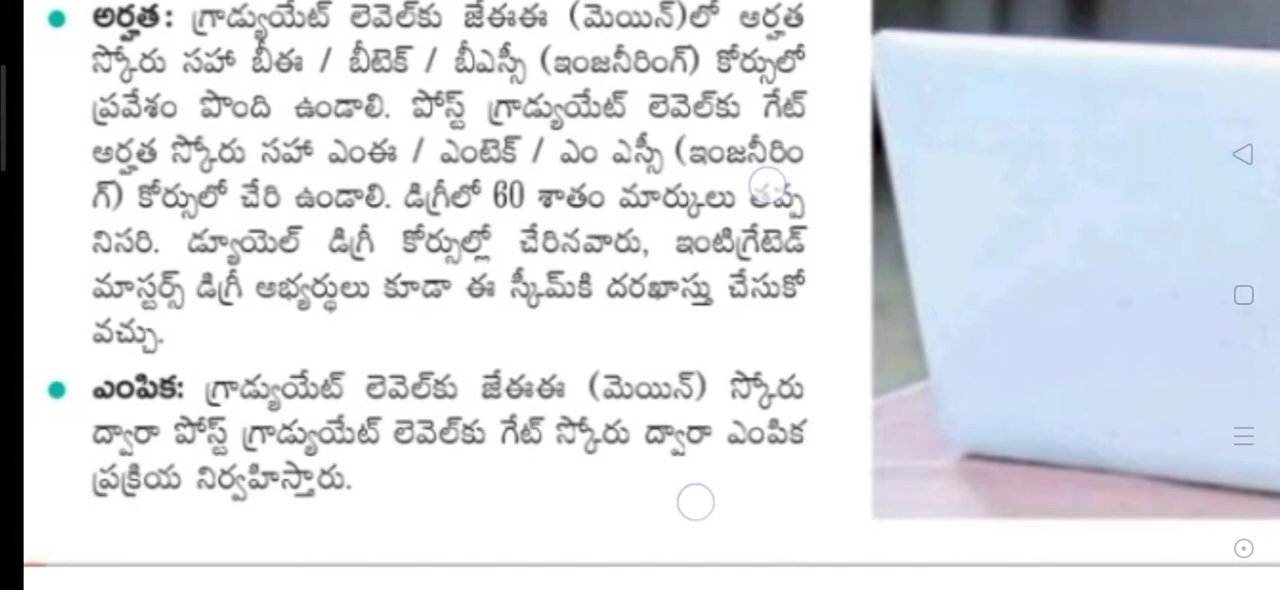 అర్హత: గ్రాడ్యుయేట్ లెవెల్‌కు జేఈఈ (మెయిన్)లో ఆర్హత
స్కోరు సహా బీఈ / బీటెక్ / బీఎస్సీ (ఇంజనీరింగ్) కోర్సులో
ప్రవేశం పొంది ఉండాలి. పోస్ట్ గ్రాడ్యుయేట్ లెవెల్‌కు గేట్
అర్హత స్కోరు సహా ఎంఈ / ఎంటెక్ / ఎం ఎస్సీ (ఇంజనీరిం
గ్) కోర్సులో చేరి ఉండాలి. డిగ్రీలో 60 శాతం మార్కులు తప్ప
నిసరి. డ్యూయెల్ డిగ్రీ కోర్సుల్లో చేరినవారు, ఇంటిగ్రేటెడ్
మాస్టర్స్ డిగ్రీ అభ్యర్థులు కూడా ఈ స్కీమ్‌కి దరఖాస్తు చేసుకో
వచ్చు.
ఎంపిక: గ్రాడ్యుయేట్ లెవెల్‌కు జేఈఈ (మెయిన్) స్కోరు
ద్వారా పోస్ట్ గ్రాడ్యుయేట్ లెవెల్‌కు గేట్ స్కోరు ద్వారా ఎంపిక
ప్రక్రియ నిర్వహిస్తారు.